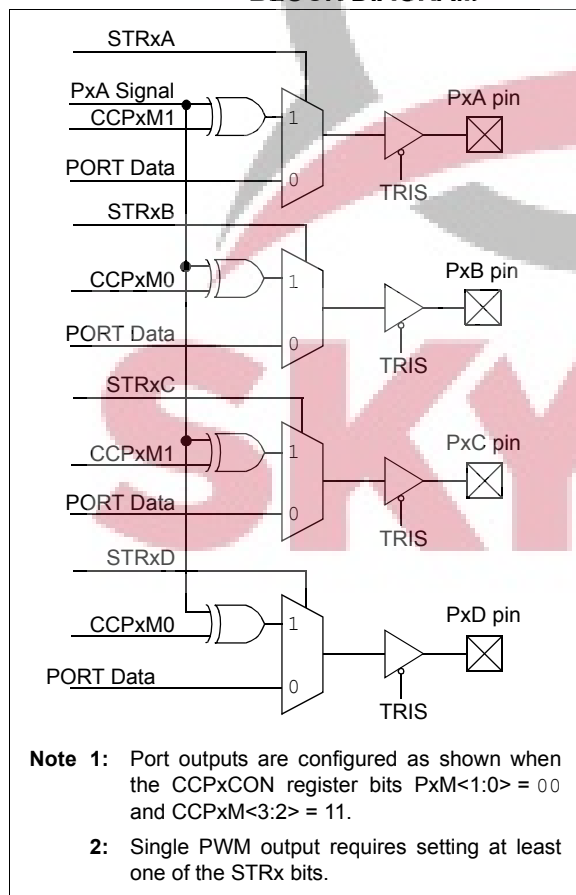 STRxA
PxA Signal
PxA pin
CCPxM1
1
PORT Data
0
TRIS
STRxB
PxB pin
CCPxM0
1
PORT Data
0
TRIS
STRxC
PxC pin
CCPxM1
1
PORT Data
0
TRIS
STRxD
PxD pin
CCPxM0
1
PORT Data
0
TRIS
Note 1: Port outputs are configured as shown when
the CCPxCON register bits PxM<1:0> = 00
and CCPxM<3:2> = 11.
2: Single PWM output requires setting at least
one of the STRx bits.
SKY